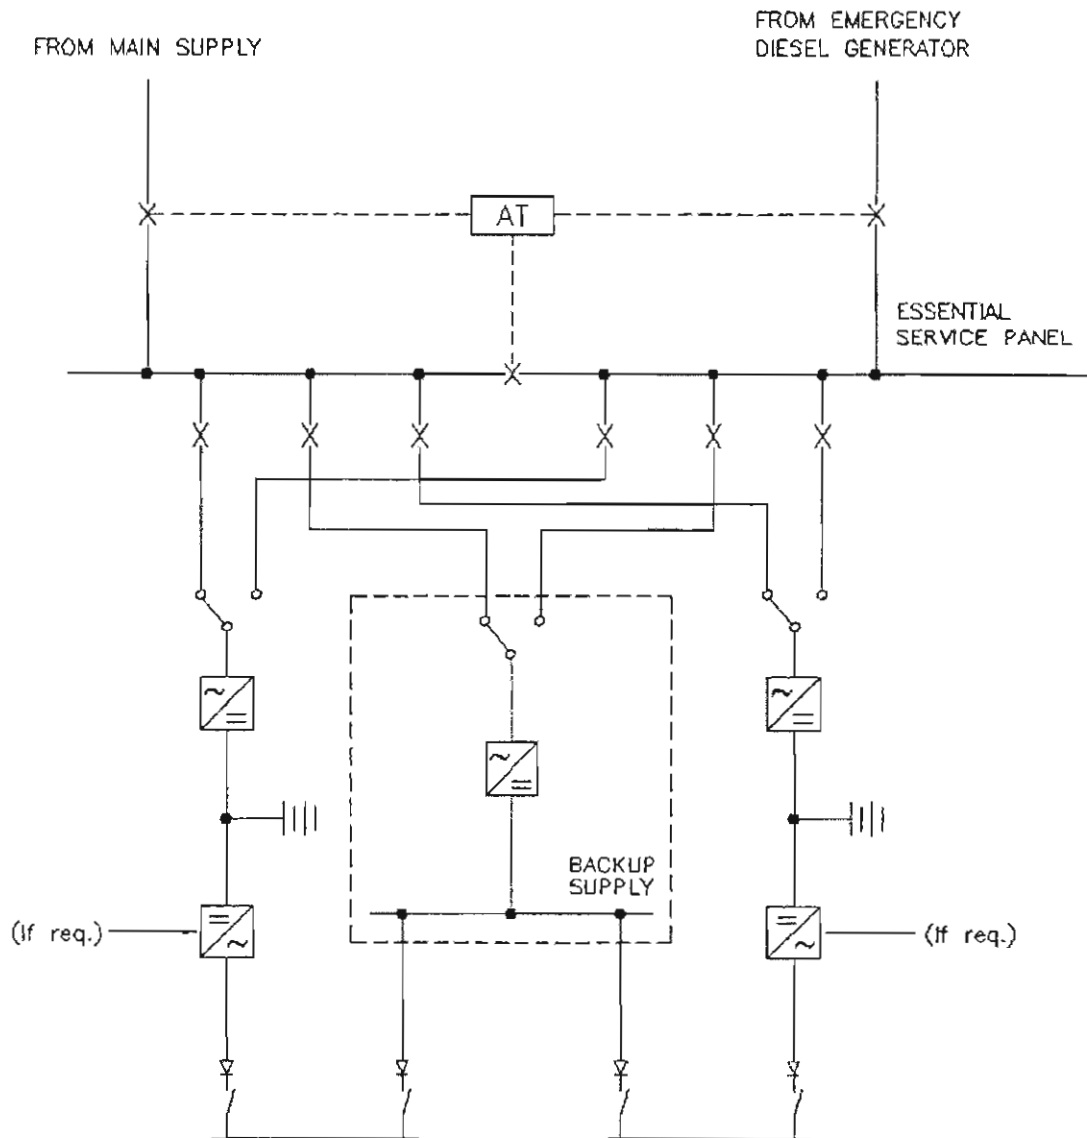 FROM MAIN SUPPLY
FROM EMERGENCY
DIESEL GENERATOR
AT
ESSENTIAL
SERVICE PANEL
BACKUP
SUPPLY
(If req.)
(If req.)